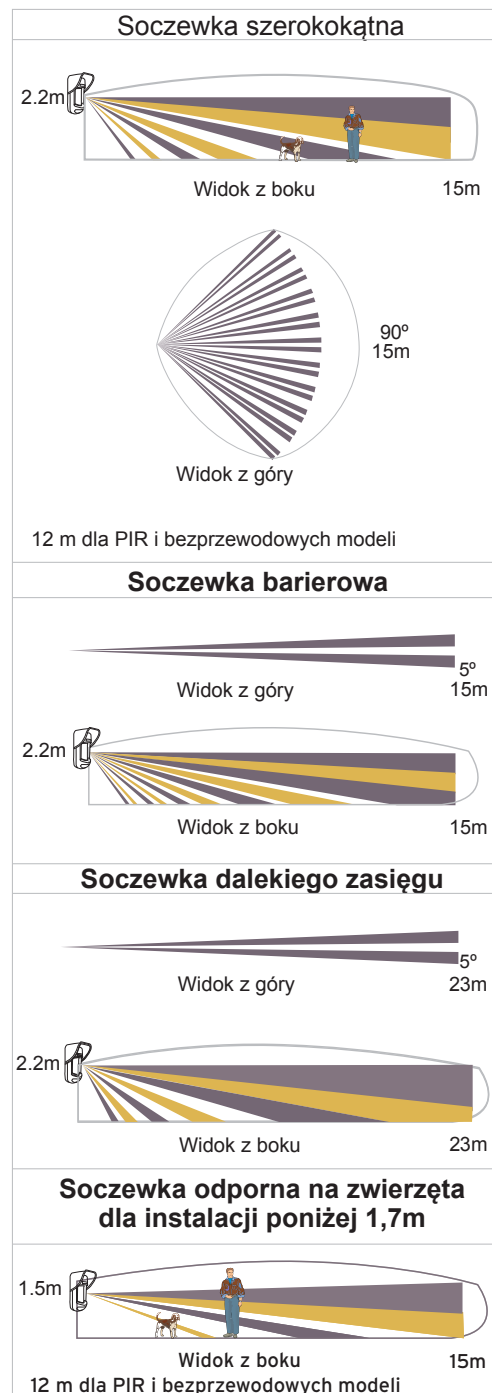 Soczewka szerokokątna
2.2m
Widok z boku 15m
90º
15m
Widok z góry
12 m dla PIR i bezprzewodowych modeli
Soczewka barierowa
5º
Widok z góry 15m
2.2m
Widok z boku 15m
Soczewka dalekiego zasięgu
5º
Widok z góry 23m
2.2m
Widok z boku 23m
Soczewka odporna na zwierzęta
dla instalacji poniżej 1,7m
1.5m
Widok z boku 15m
12 m dla PIR i bezprzewodowych modeli